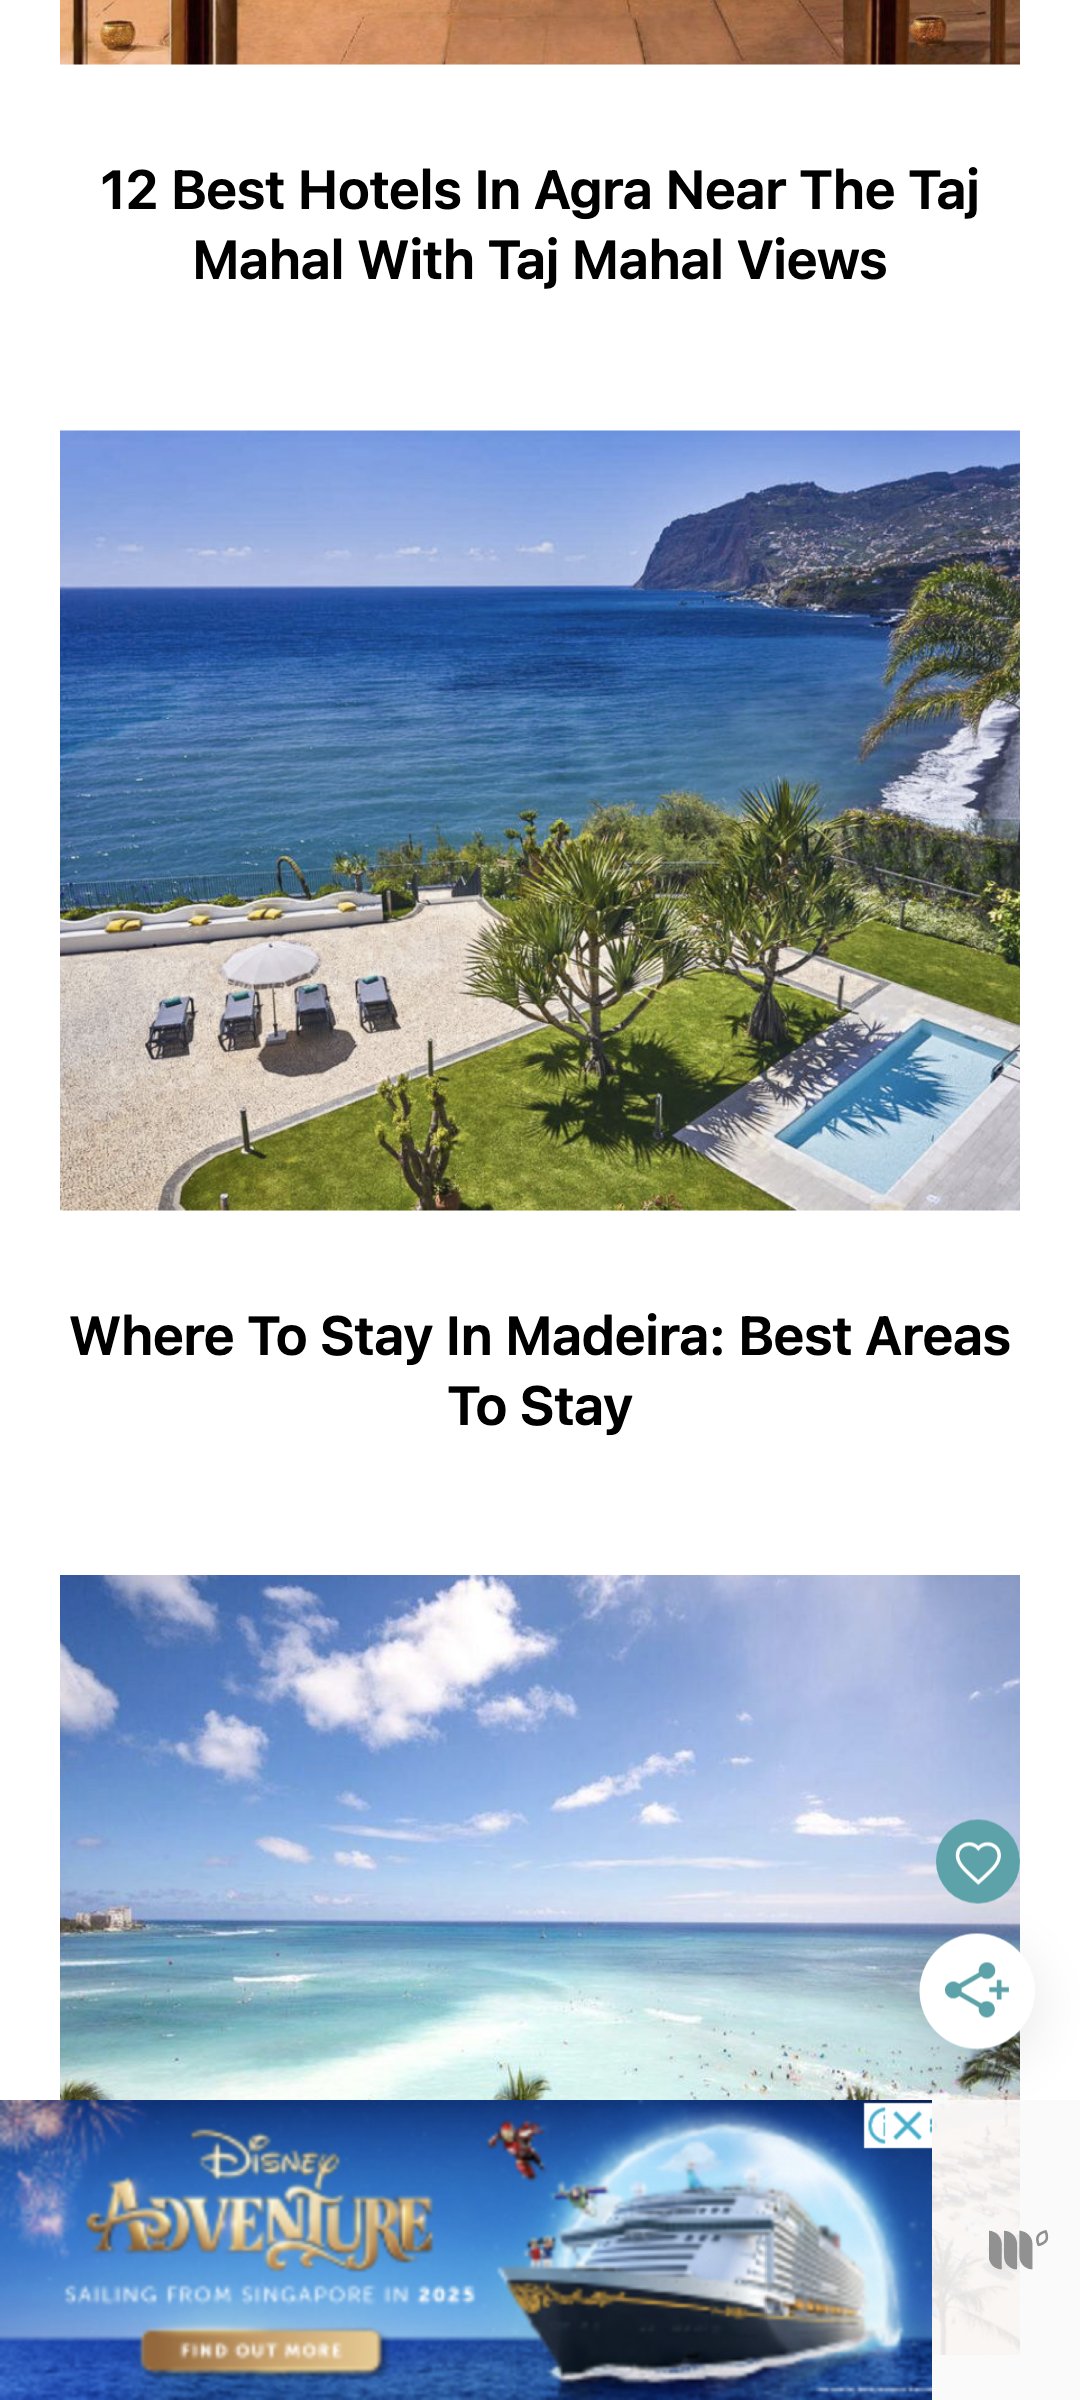 12 Best Hotels In Agra Near The Taj
Mahal With Taj Mahal Views
Where To Stay In Madeira: Best Areas
To Stay
DISNEY
ADVENTURE
SAILING FROM SINGAPORE IN 2025
FIND OUT MORE